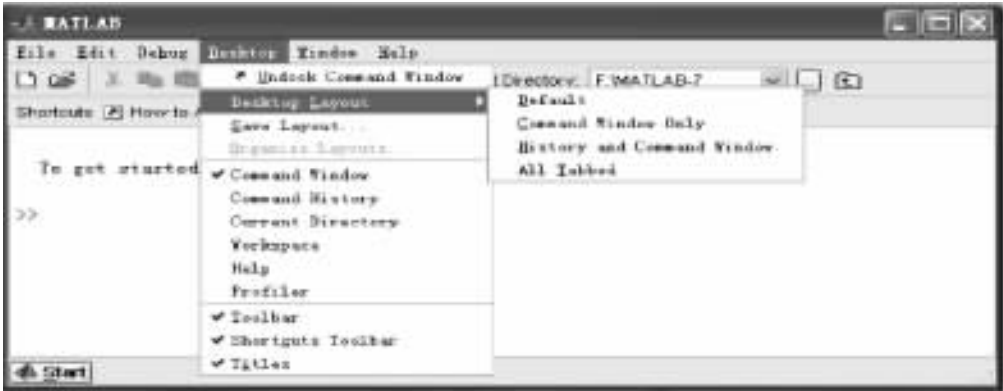 MATLAB
File Edit Debug Desktop Window Help
t Directory: F:\MATLAB-7
Shortcuts How to A
Undock Command Window
Desktop Layout
Save Layout...
Organize Layouts...
Default
Command Window Only
History and Command Window
All Tabbed
To get started
>>
Command Window
Command History
Current Directory
Workspace
Help
Profiler
Toolbar
Shortcuts Toolbar
Titles
Start